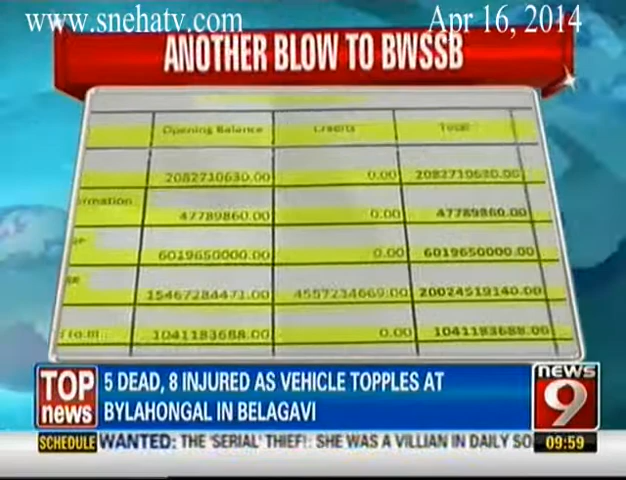 www.snehatv.com
Apr 16, 2014
ANOTHER BLOW TO BWSSB
Opening Balance Credits Total
2082710630.00 0.00 2082710630.00
rmation
47789860.00 0.00 47789860.00
6019650000.00 0.00 6019650000.00
15467284471.00 4557234669.00 20024519140.00
1041183688.00 0.00 1041183688.00
TOP news
5 DEAD, 8 INJURED AS VEHICLE TOPPLES AT
BYLAHONGAL IN BELAGAVI
NEWS 9
SCHEDULE WANTED: THE 'SERIAL' THIEF!: SHE WAS A VILLIAN IN DAILY SO 09:59